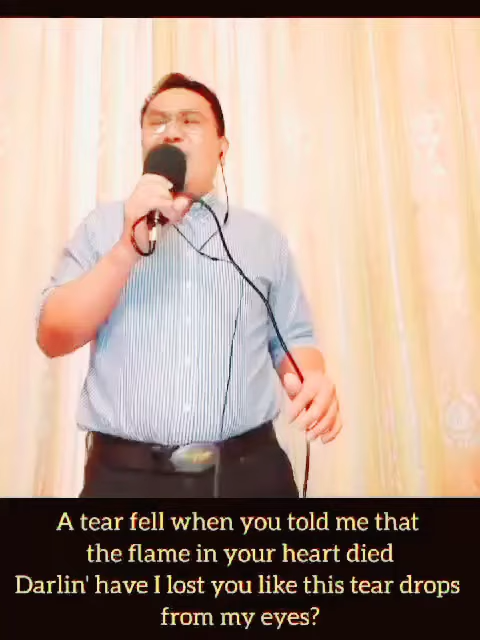 A tear fell when you told me that
the flame in your heart died
Darlin' have I lost you like this tear drops
from my eyes?